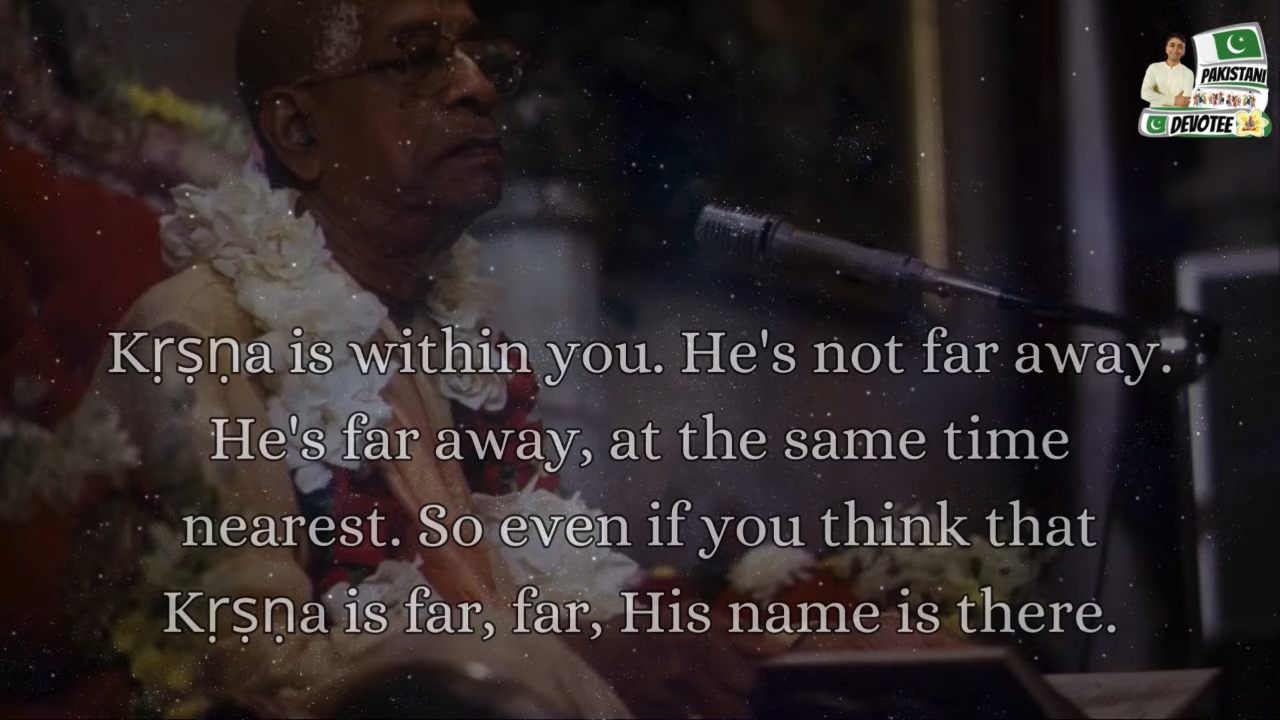 PAKISTANI
DEVOTEE
Kṛṣṇa is within you. He's not far away.
He's far away, at the same time
nearest. So even if you think that
Kṛṣṇa is far, far, His name is there.